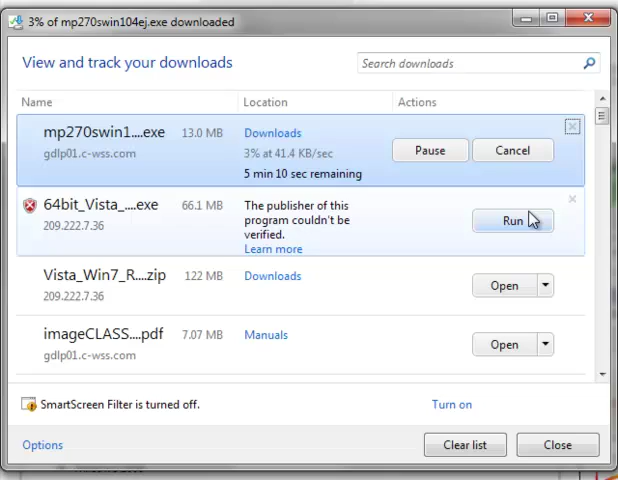 3% of mp270swin104ej.exe downloaded
View and track your downloads
Search downloads
Name
Location
Actions
mp270swin1....exe
13.0 MB
Downloads
gdlp01.c-wss.com
3% at 41.4 KB/sec
5 min 10 sec remaining
Pause
Cancel
64bit_Vista_....exe
66.1 MB
The publisher of this
program couldn't be
verified.
Learn more
209.222.7.36
Run
Vista_Win7_R....zip
122 MB
Downloads
209.222.7.36
Open
imageCLASS....pdf
7.07 MB
Manuals
gdlp01.c-wss.com
Open
SmartScreen Filter is turned off.
Turn on
Options
Clear list
Close